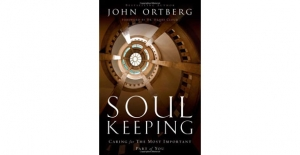 JOHN ORTBERG
SOUL
KEEPING
CARING for THE MOST IMPORTANT
PART of YOU